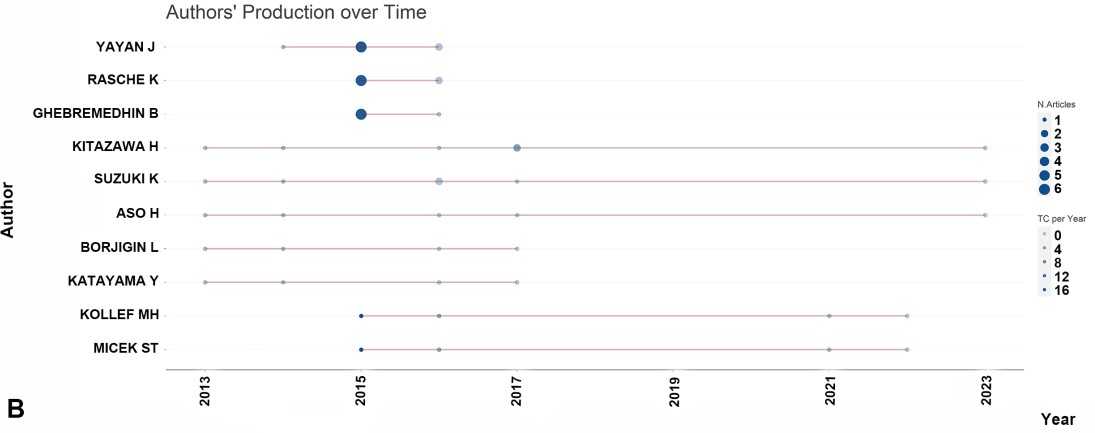 Authors' Production over Time
YAYAN J
RASCHE K
GHEBREMEDHIN B
KITAZAWA H
SUZUKI K
ASO H
BORJIGIN L
KATAYAMA Y
KOLLEF MH
MICEK ST
Author
2013
2015
2017
2019
2021
2023
Year
N.Articles
1
2
3
4
5
6
TC per Year
0
4
8
12
16
B